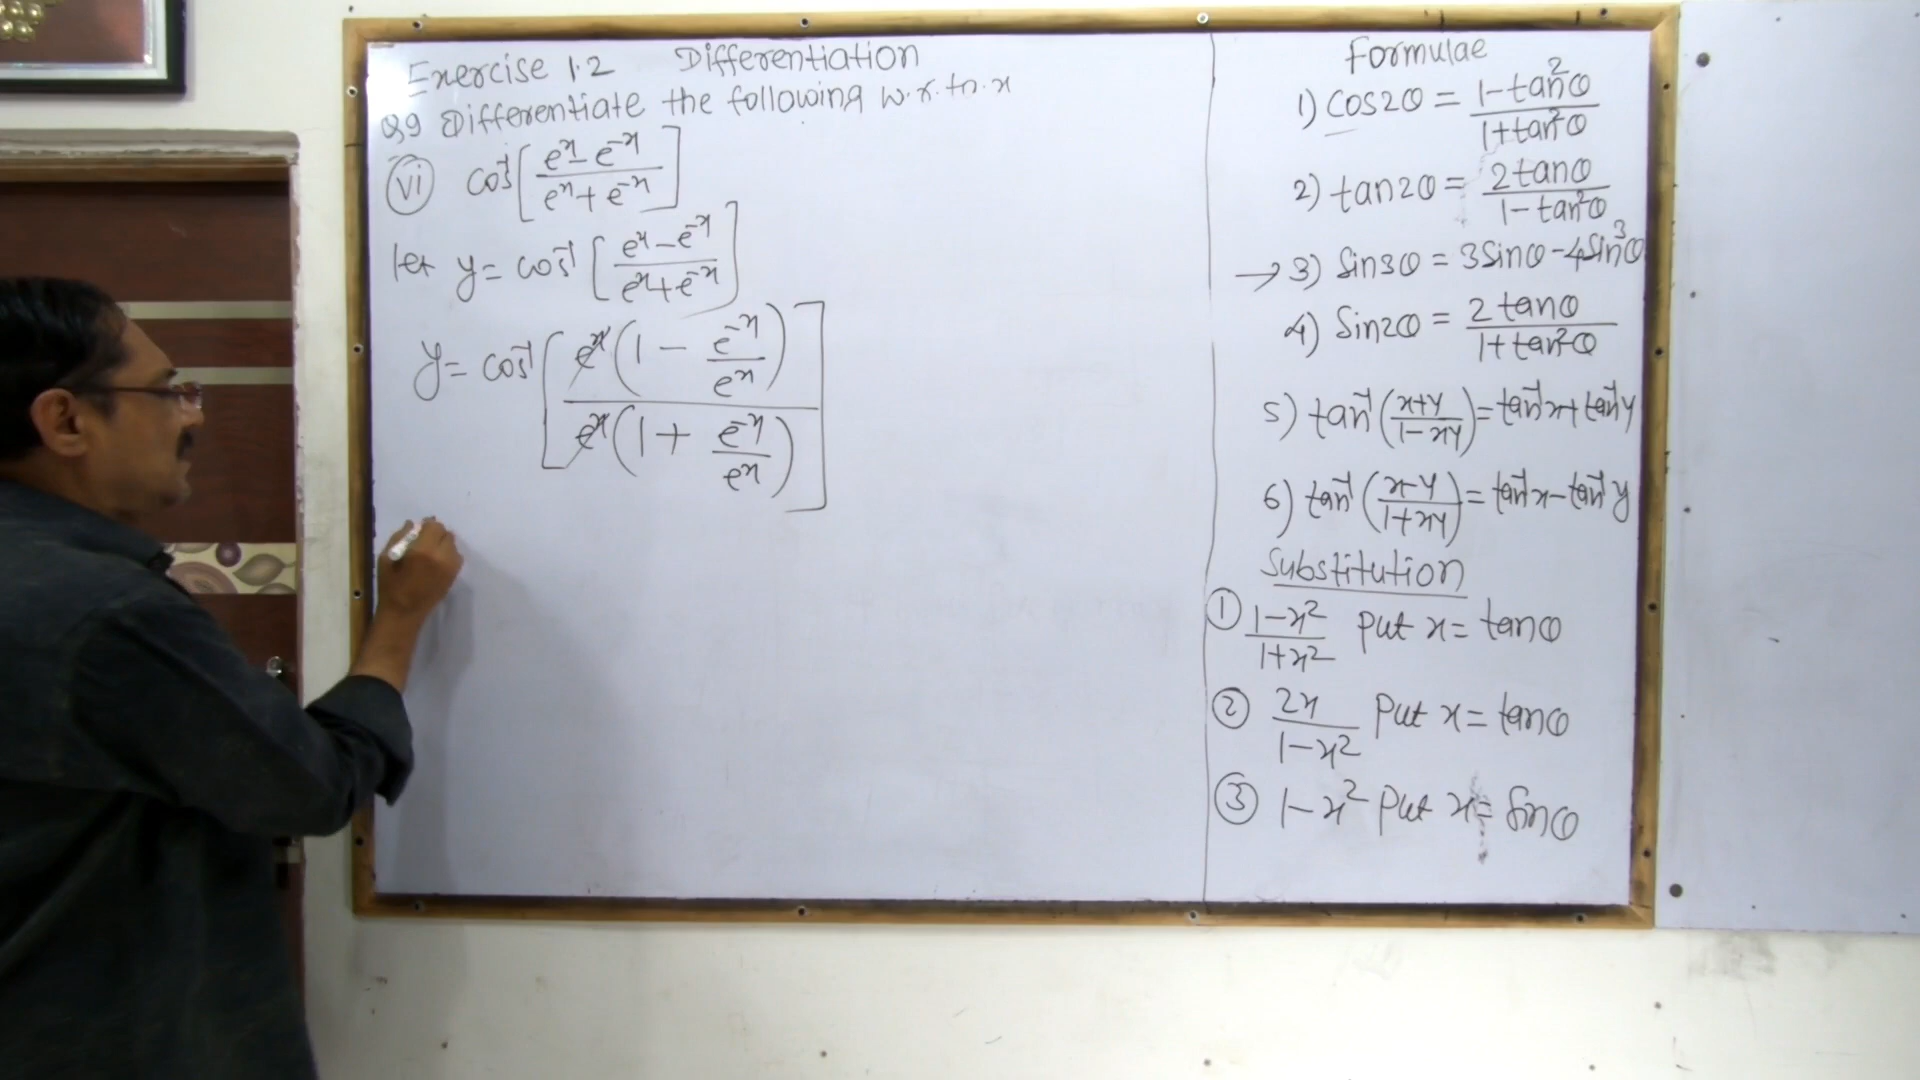 Exercise 1.2 Differentiation
Q9 Differentiate the following w.r.to.x
(vi) cos⁻¹[(eˣ - e⁻ˣ)/(eˣ + e⁻ˣ)]
let y = cos⁻¹[(eˣ - e⁻ˣ)/(eˣ + e⁻ˣ)]
y = cos⁻¹[eˣ(1 - e⁻ˣ/eˣ)/eˣ(1 + e⁻ˣ/eˣ)]
Formulae
1) cos2θ = (1 - tan²θ)/(1 + tan²θ)
2) tan2θ = 2tanθ/(1 - tan²θ)
→ 3) Sin3θ = 3Sinθ - 4Sin³θ
4) Sin2θ = 2tanθ/(1 + tan²θ)
5) tan⁻¹((x+y)/(1-xy)) = tan⁻¹x + tan⁻¹y
6) tan⁻¹((x-y)/(1+xy)) = tan⁻¹x - tan⁻¹y
Substitution
① (1-x²)/(1+x²) put x = tanθ
② 2x/(1-x²) Put x = tanθ
③ 1-x² Put x = Sinθ